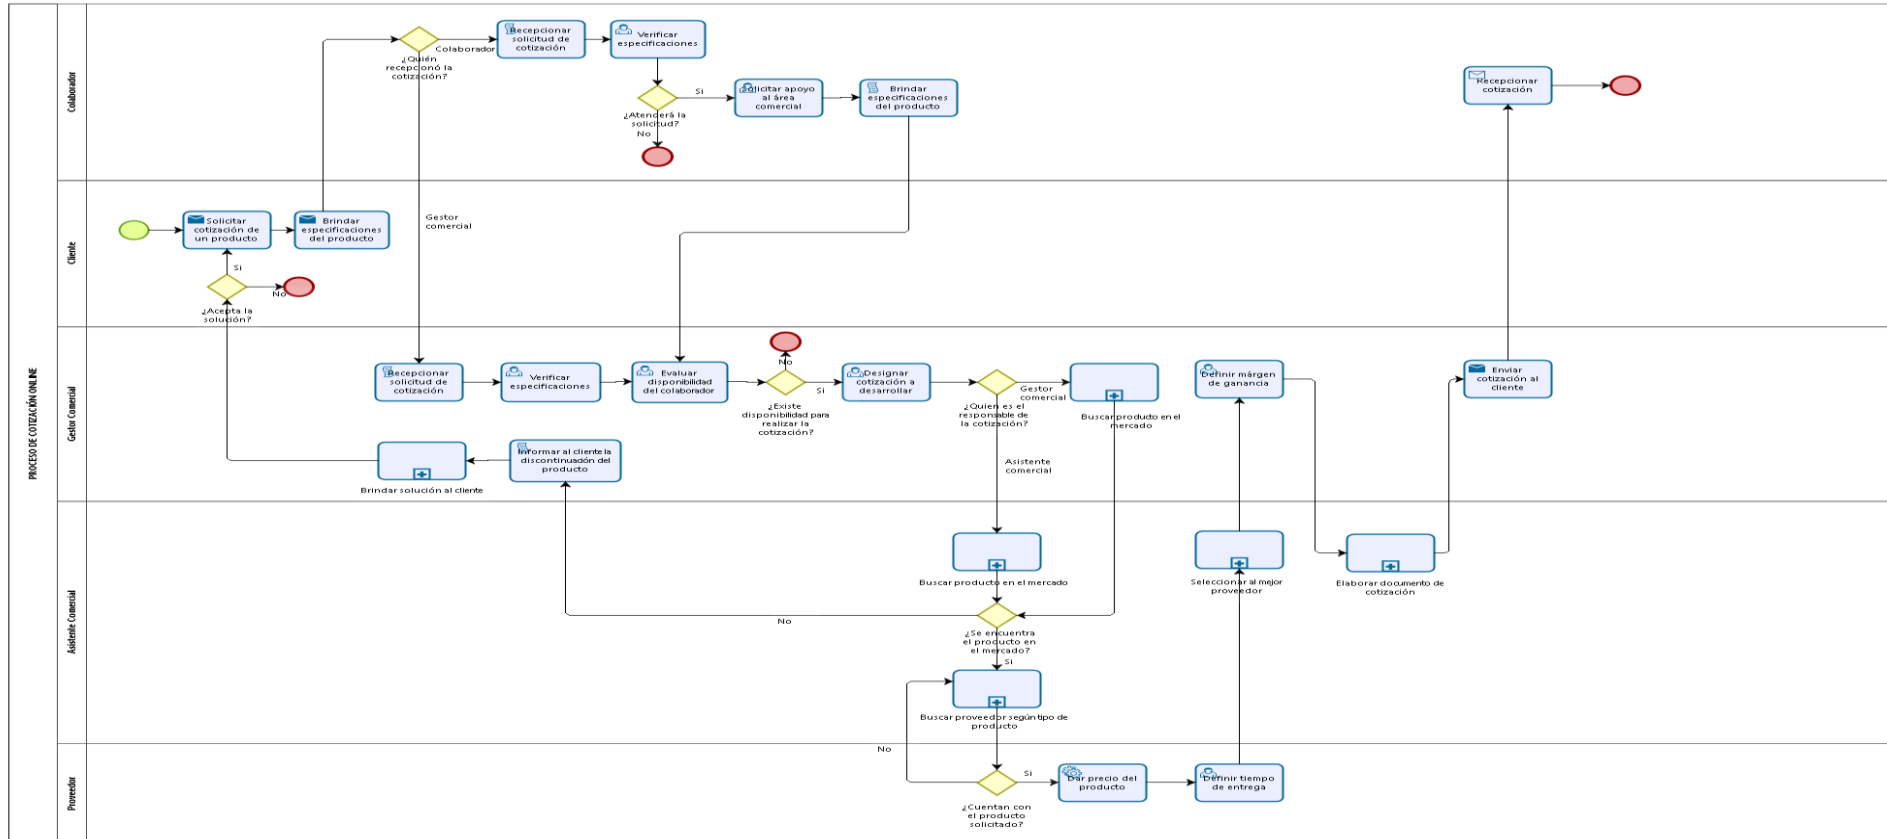 PROCESO DE COTIZACIÓN ONLINE
Colaborador
¿Quién
recepcionó la
cotización?
Colaborador
Recepcionar
solicitud de
cotización
Verificar
especificaciones
¿Atenderá la
solicitud?
Si
No
Solicitar apoyo
al área
comercial
Brindar
especificaciones
del producto
Recepcionar
cotización
Cliente
Solicitar
cotización de
un producto
Brindar
especificaciones
del producto
Gestor
comercial
Si
No
¿Acepta la
solución?
Gestor Comercial
Recepcionar
solicitud de
cotización
Verificar
especificaciones
Evaluar
disponibilidad
del colaborador
No
Si
¿Existe
disponibilidad para
realizar la
cotización?
Designar
cotización a
desarrollar
¿Quien es el
responsable de
la cotización?
Gestor
comercial
Buscar producto en el
mercado
Definir márgen
de ganancia
Enviar
cotización al
cliente
Brindar solución al cliente
Informar al cliente la
discontinuación del
producto
Asistente
comercial
Asistente Comercial
Buscar producto en el mercado
Seleccionar al mejor
proveedor
Elaborar documento de
cotización
No
¿Se encuentra
el producto en
el mercado?
Si
Buscar proveedor según tipo de
producto
No
Proveedor
Si
¿Cuentan con
el producto
solicitado?
Dar precio del
producto
Definir tiempo
de entrega